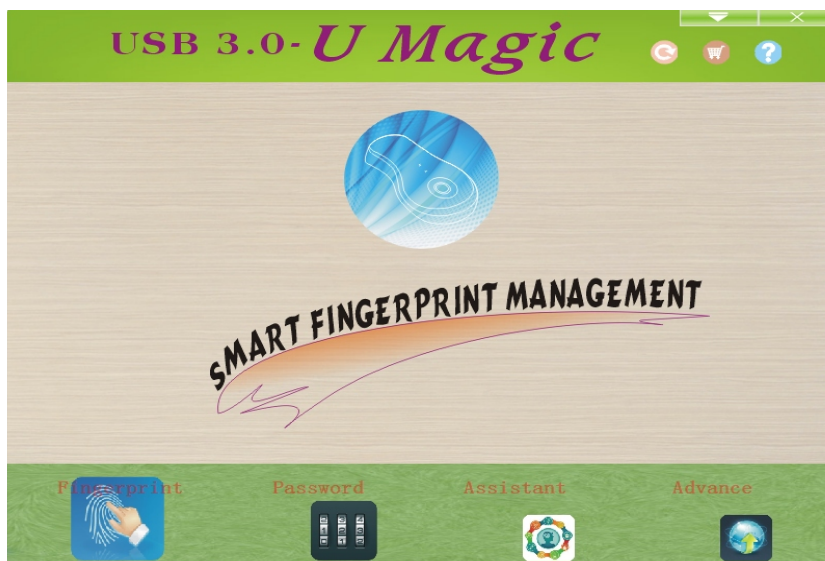 USB 3.0-U Magic
SMART FINGERPRINT MANAGEMENT
Fingerprint
Password
Assistant
Advance